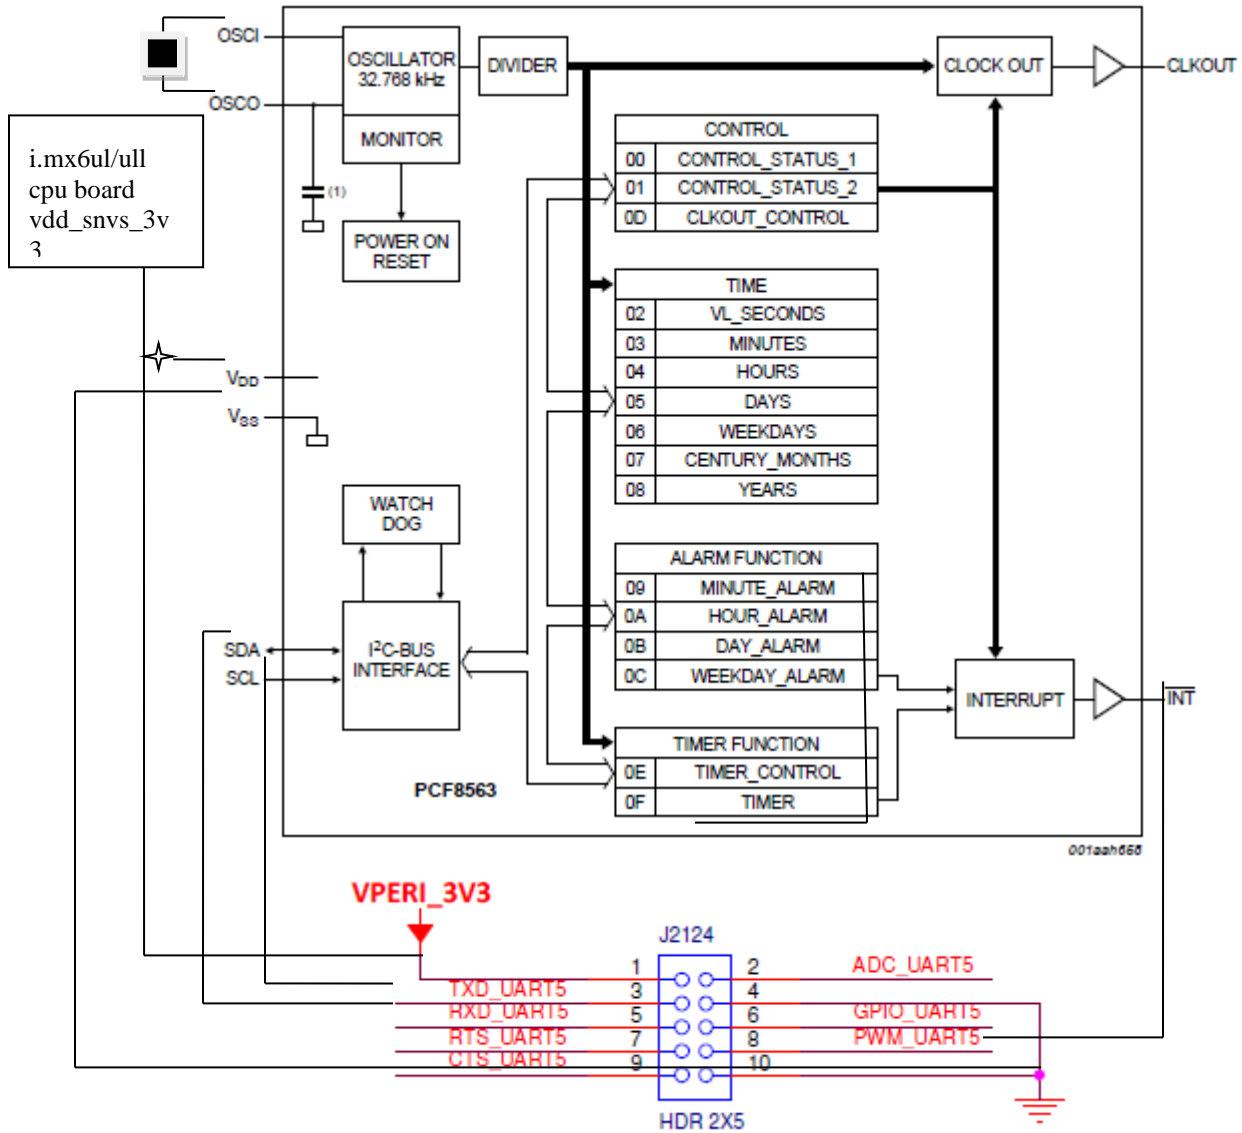 OSCI
OSCO
OSCILLATOR
32.768 kHz
DIVIDER
CLOCK OUT
CLKOUT
MONITOR
(1)
POWER ON
RESET
i.mx6ul/ull
cpu board
vdd_snvs_3v
3
CONTROL
00 CONTROL_STATUS_1
01 CONTROL_STATUS_2
0D CLKOUT_CONTROL
TIME
02 VL_SECONDS
03 MINUTES
04 HOURS
05 DAYS
06 WEEKDAYS
07 CENTURY_MONTHS
08 YEARS
VDD
VSS
WATCH
DOG
ALARM FUNCTION
09 MINUTE_ALARM
0A HOUR_ALARM
0B DAY_ALARM
0C WEEKDAY_ALARM
SDA
SCL
I²C-BUS
INTERFACE
INTERRUPT
INT
TIMER FUNCTION
0E TIMER_CONTROL
0F TIMER
PCF8563
001aah658
VPERI_3V3
J2124
1 2 ADC_UART5
TXD_UART5 3 4
RXD_UART5 5 6 GPIO_UART5
RTS_UART5 7 8 PWM_UART5
CTS_UART5 9 10
HDR 2X5